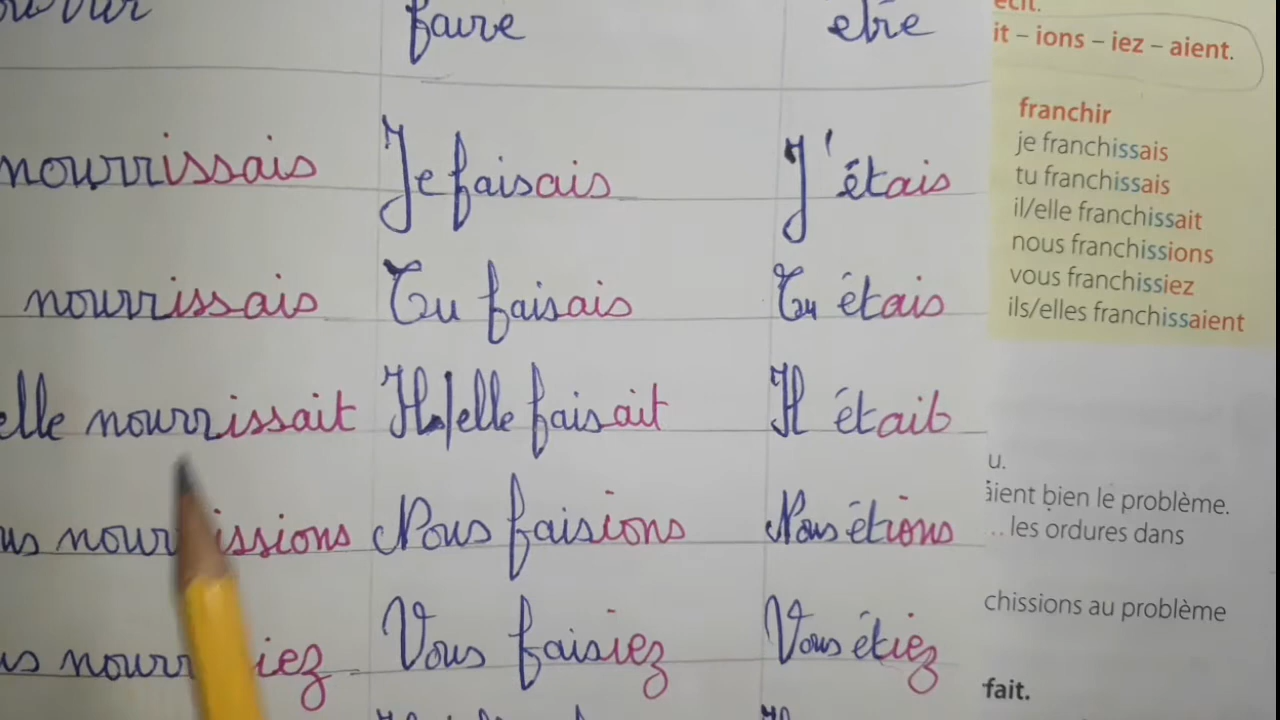 faire être
nourrissais Je faisais J'étais
nourrissais Tu faisais Tu étais
elle nourrissait Il/elle faisait Il était
nourrissions Nous faisions Nous étions
Vous faisiez Vous étiez
écit.
it – ions – iez – aient.
franchir
je franchissais
tu franchissais
il/elle franchissait
nous franchissions
vous franchissiez
ils/elles franchissaient
u.
aient bien le problème.
.. les ordures dans
chissions au problème
fait.